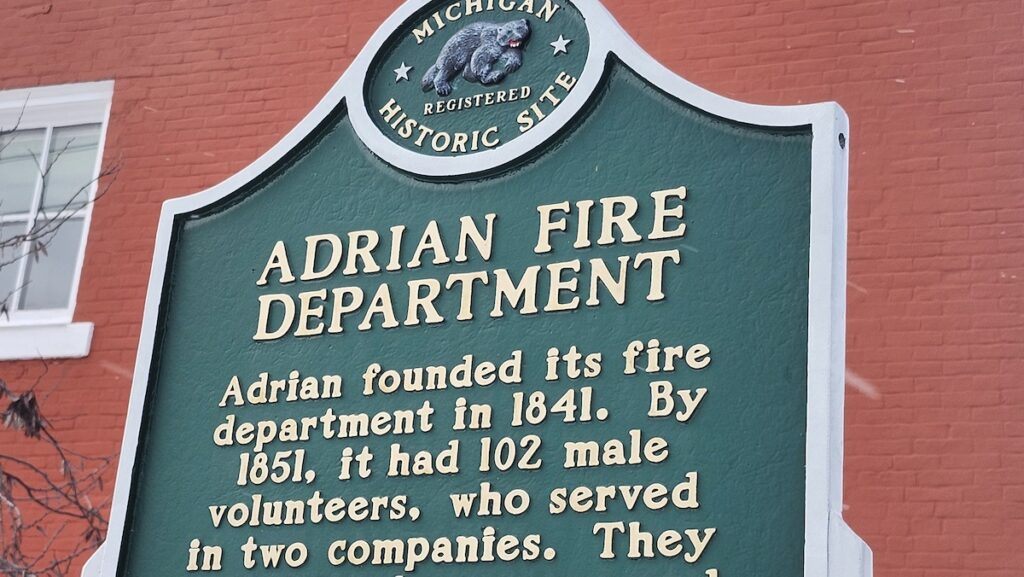 MICHIGAN
REGISTERED
HISTORIC SITE
ADRIAN FIRE
DEPARTMENT
Adrian founded its fire
department in 1841. By
1851, it had 102 male
volunteers, who served
in two companies. They